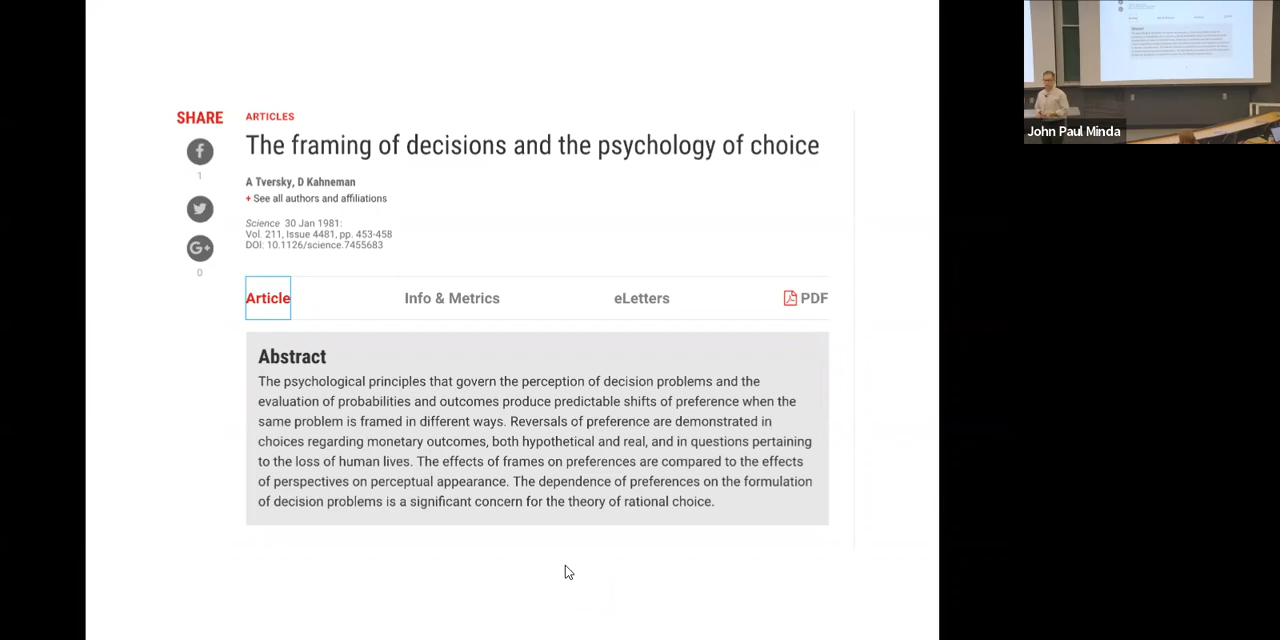 SHARE
1
0
ARTICLES
The framing of decisions and the psychology of choice
A Tversky, D Kahneman
+ See all authors and affiliations
Science 30 Jan 1981:
Vol. 211, Issue 4481, pp. 453-458
DOI: 10.1126/science.7455683
Article Info & Metrics eLetters PDF
Abstract
The psychological principles that govern the perception of decision problems and the
evaluation of probabilities and outcomes produce predictable shifts of preference when the
same problem is framed in different ways. Reversals of preference are demonstrated in
choices regarding monetary outcomes, both hypothetical and real, and in questions pertaining
to the loss of human lives. The effects of frames on preferences are compared to the effects
of perspectives on perceptual appearance. The dependence of preferences on the formulation
of decision problems is a significant concern for the theory of rational choice.
John Paul Minda